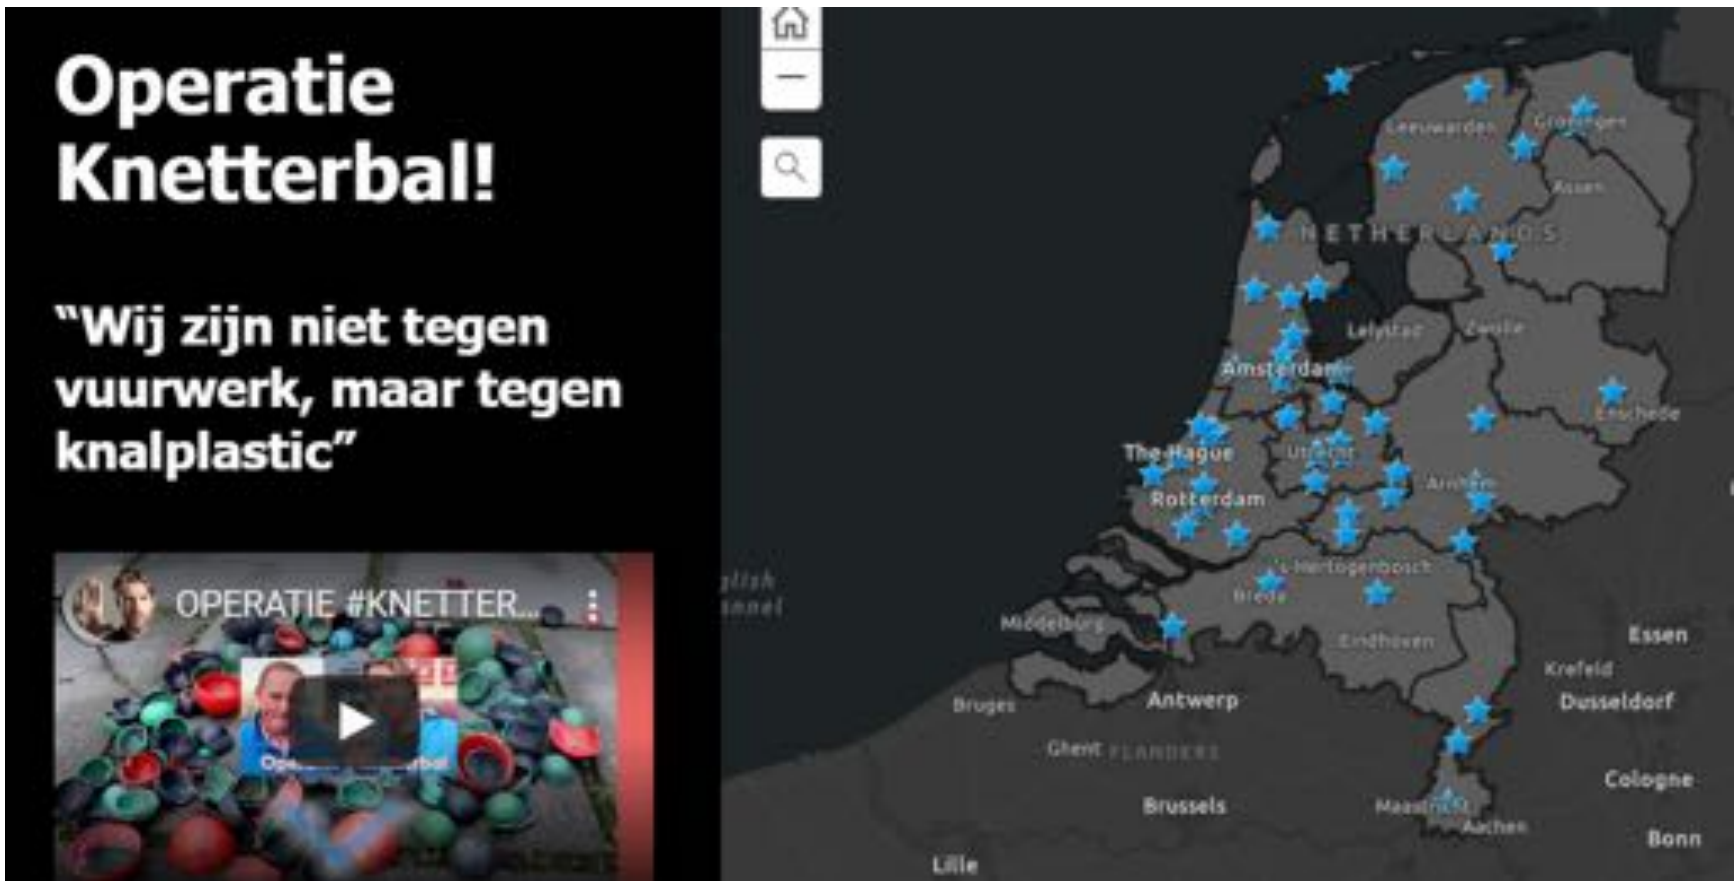 Operatie
Knetterbal!
“Wij zijn niet tegen
vuurwerk, maar tegen
knalplastic”
OPERATIE #KNETTER...
Leeuwarden
Groningen
Assen
NETHERLANDS
Lelystad
Zwolle
Amsterdam
Enschede
The Hague
Utrecht
Arnhem
Rotterdam
's-Hertogenbosch
Breda
Middelburg
Eindhoven
Essen
Krefeld
Bruges
Antwerp
Dusseldorf
Ghent
FLANDERS
Cologne
Brussels
Maastricht
Aachen
Bonn
Lille